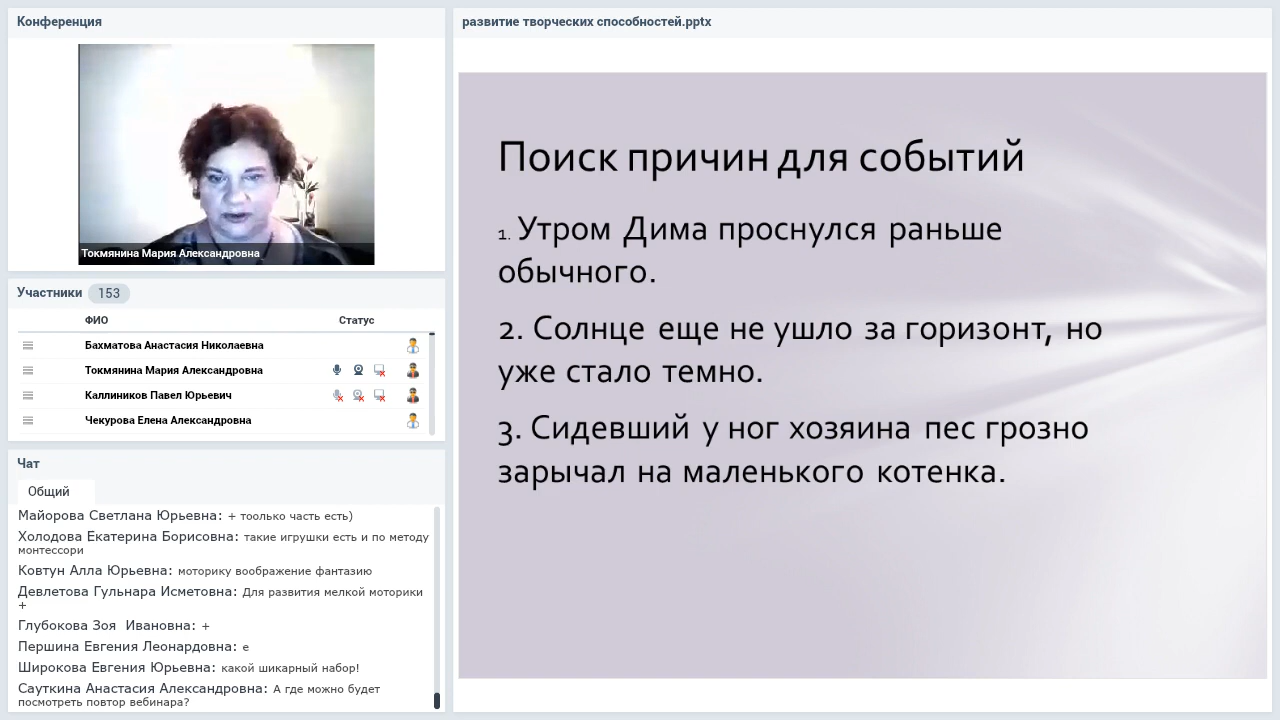 Конференция
Токмянина Мария Александровна
Участники 153
ФИО Статус
Бахматова Анастасия Николаевна
Токмянина Мария Александровна
Каллиников Павел Юрьевич
Чекурова Елена Александровна
Чат
Общий
Майорова Светлана Юрьевна: + тоолько часть есть)
Холодова Екатерина Борисовна: такие игрушки есть и по методу
монтессори
Ковтун Алла Юрьевна: моторику воображение фантазию
Девлетова Гульнара Исметовна: Для развития мелкой моторики
+
Глубокова Зоя Ивановна: +
Першина Евгения Леонардовна: е
Широкова Евгения Юрьевна: какой шикарный набор!
Сауткина Анастасия Александровна: А где можно будет
посмотреть повтор вебинара?
развитие творческих способностей.pptx
Поиск причин для событий
1. Утром Дима проснулся раньше
обычного.
2. Солнце еще не ушло за горизонт, но
уже стало темно.
3. Сидевший у ног хозяина пес грозно
зарычал на маленького котенка.